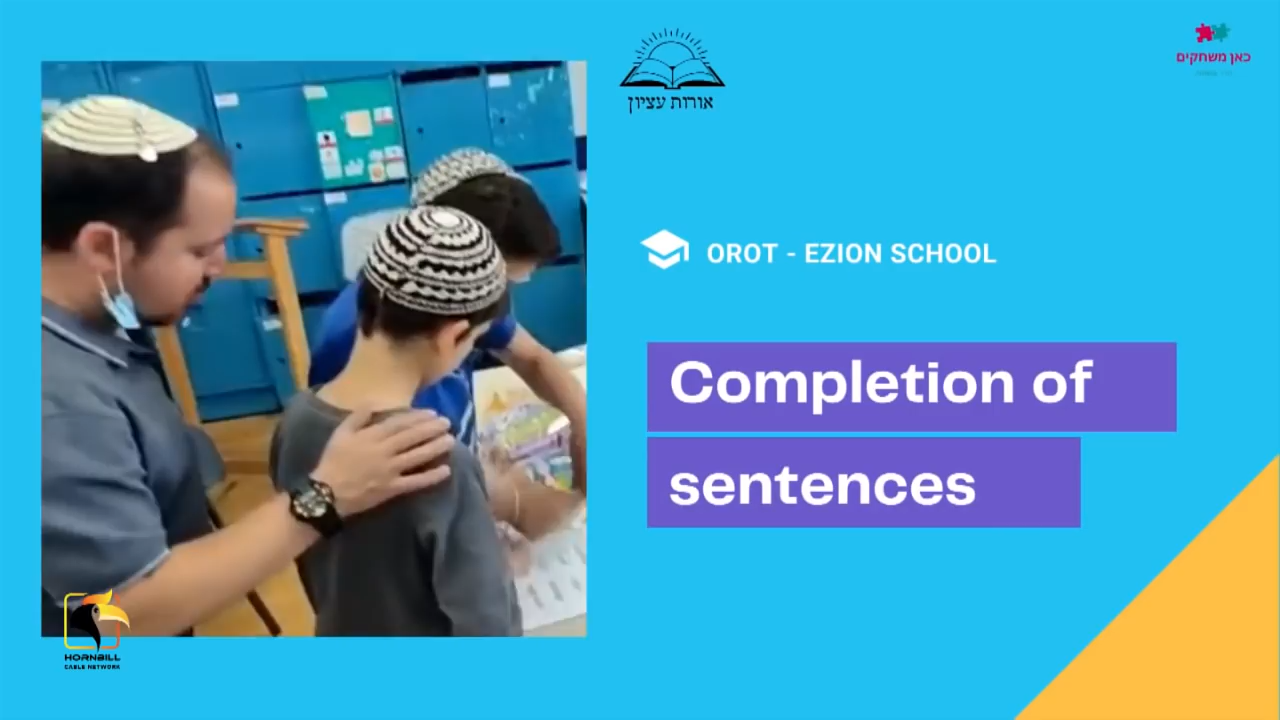 אורות עציון
כאן משחקים
OROT - EZION SCHOOL
Completion of
sentences
HORNBILL
CABLE NETWORK